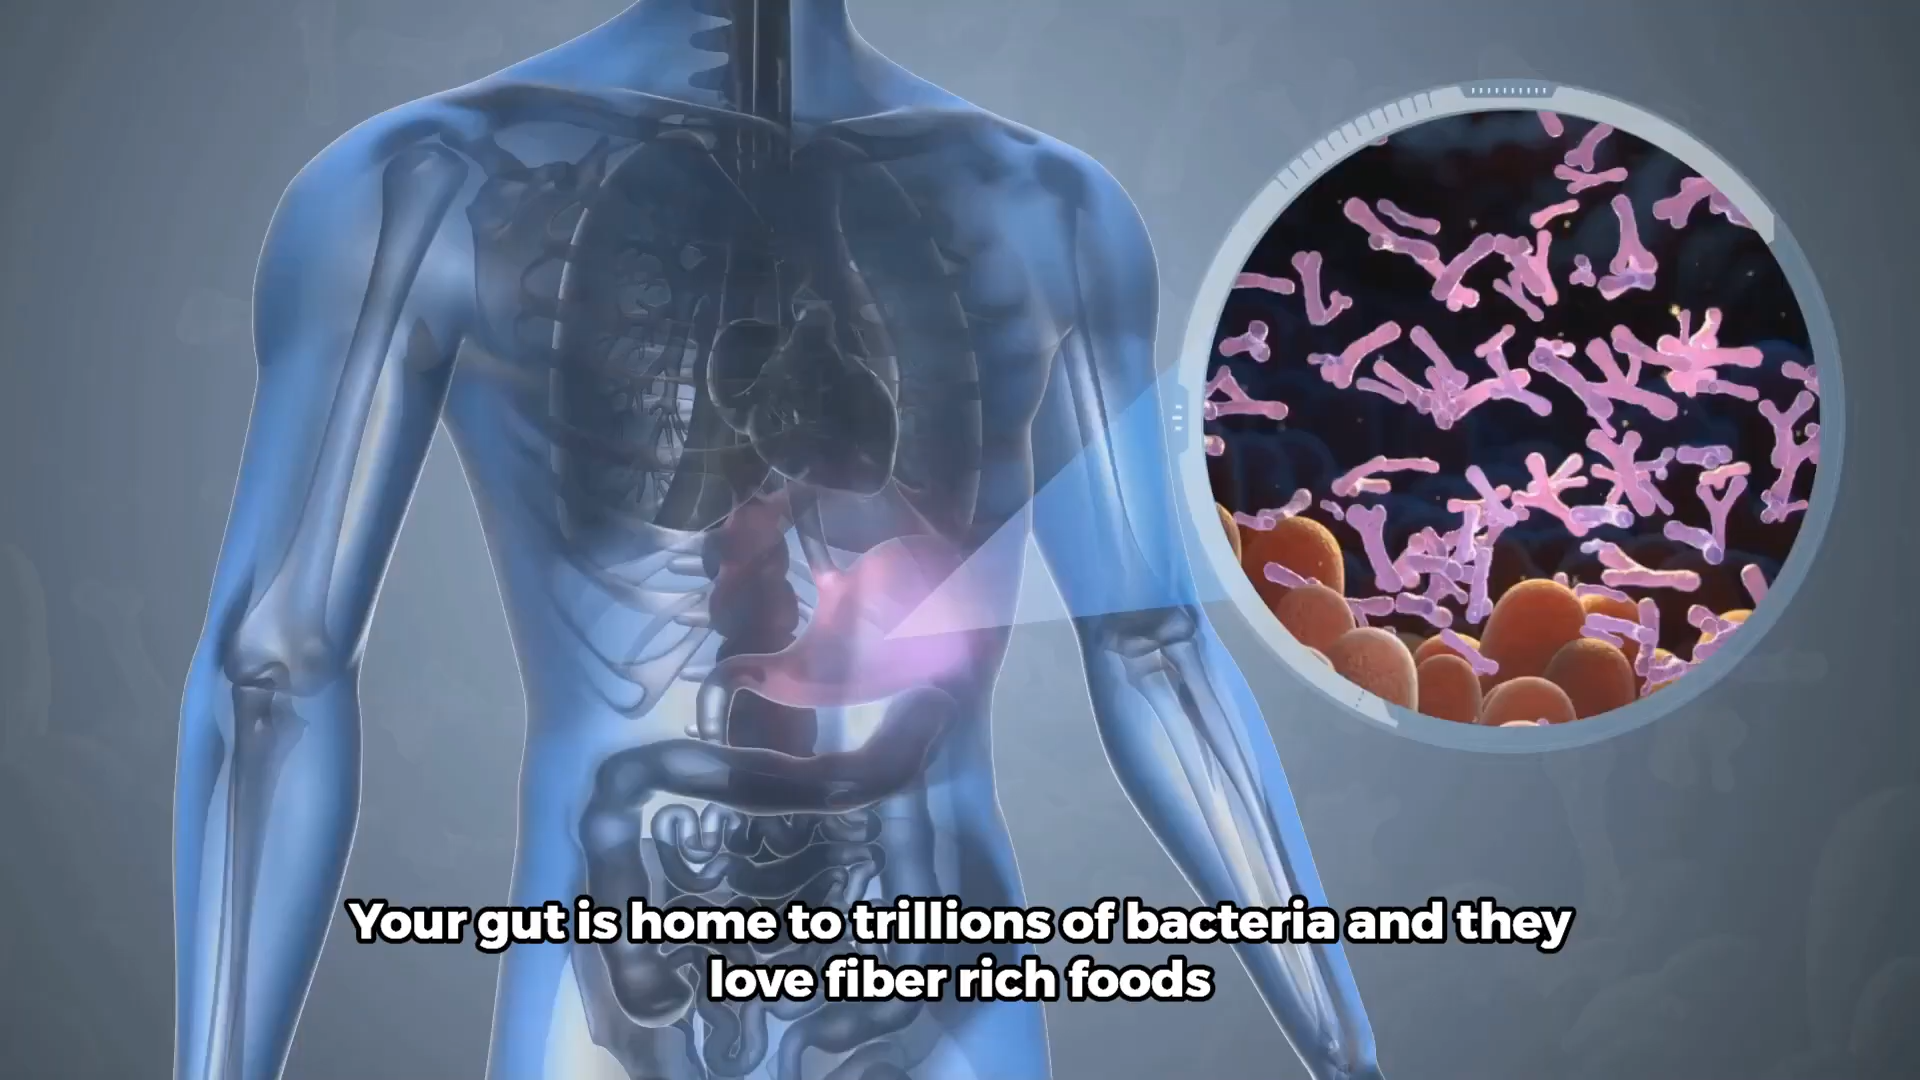 Your gut is home to trillions of bacteria and they
love fiber rich foods